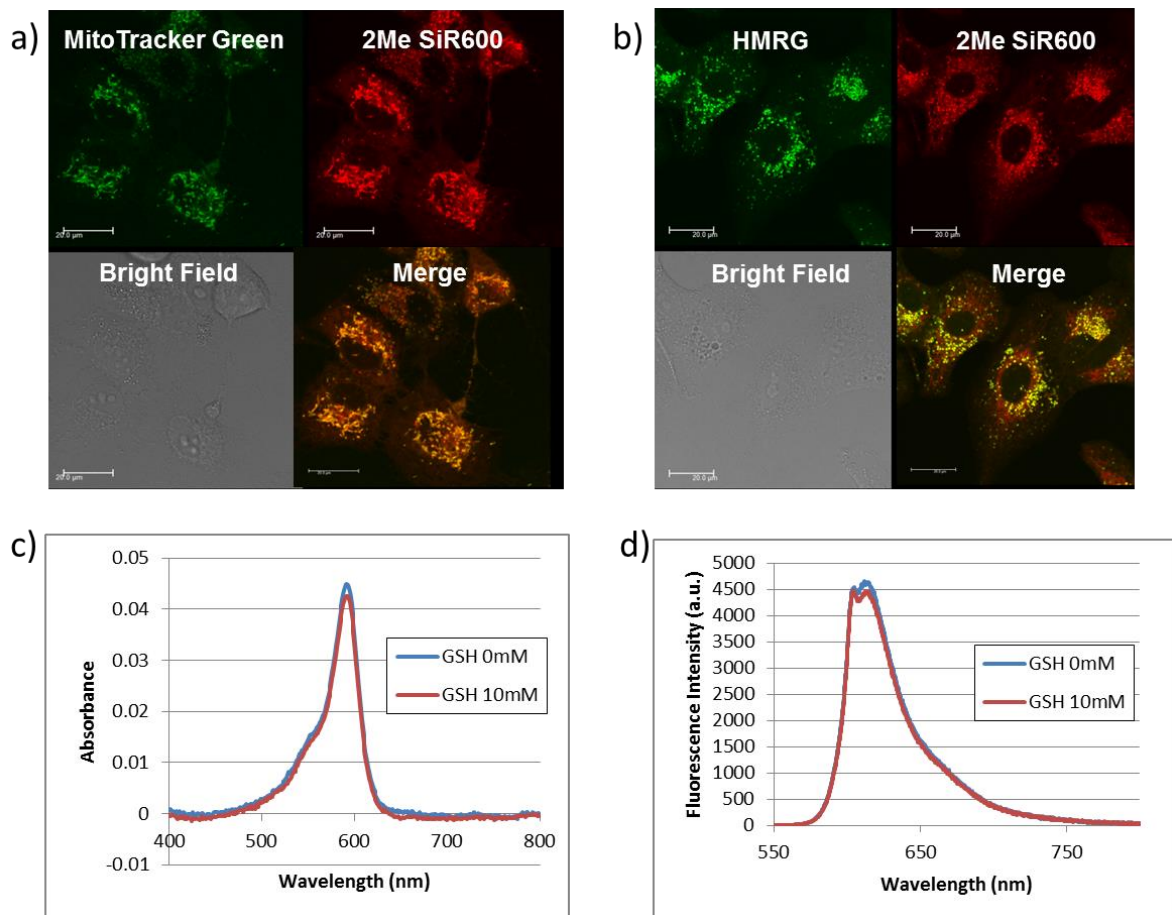 a)
MitoTracker Green
2Me SiR600
20.0 µm
Bright Field
Merge
20.0 µm
b)
HMRG
2Me SiR600
20.0 µm
20.0 µm
Bright Field
Merge
20.0 µm
c)
0.05
0.04
0.03
0.02
0.01
0
-0.01
Absorbance
GSH 0mM
GSH 10mM
400
500
600
700
800
Wavelength (nm)
d)
5000
4500
4000
3500
3000
2500
2000
1500
1000
500
0
Fluorescence Intensity (a.u.)
GSH 0mM
GSH 10mM
550
650
750
Wavelength (nm)